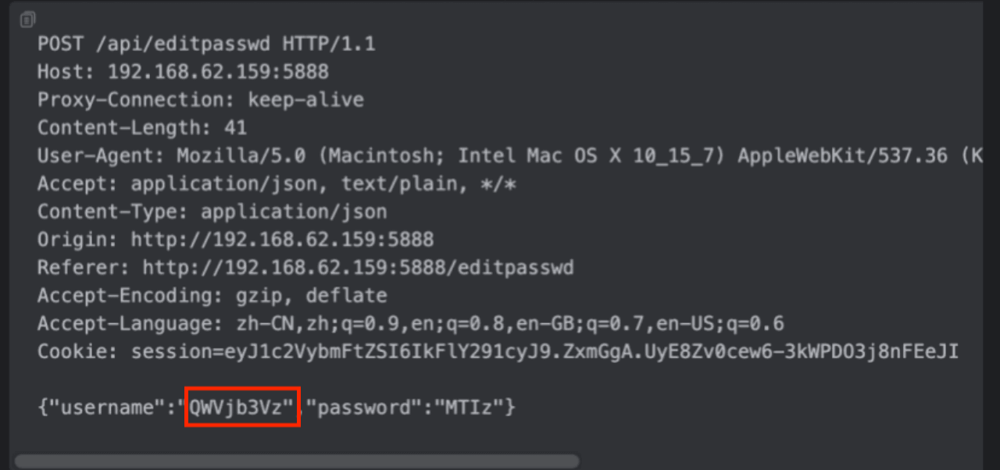 POST /api/editpasswd HTTP/1.1
Host: 192.168.62.159:5888
Proxy-Connection: keep-alive
Content-Length: 41
User-Agent: Mozilla/5.0 (Macintosh; Intel Mac OS X 10_15_7) AppleWebKit/537.36 (K
Accept: application/json, text/plain, */*
Content-Type: application/json
Origin: http://192.168.62.159:5888
Referer: http://192.168.62.159:5888/editpasswd
Accept-Encoding: gzip, deflate
Accept-Language: zh-CN,zh;q=0.9,en;q=0.8,en-GB;q=0.7,en-US;q=0.6
Cookie: session=eyJ1c2VybmFtZSI6IkFlY291cyJ9.ZxmGgA.UyE8Zv0cew6-3kWPDO3j8nFEeJI
{"username":"QWVjb3Vz","password":"MTIz"}